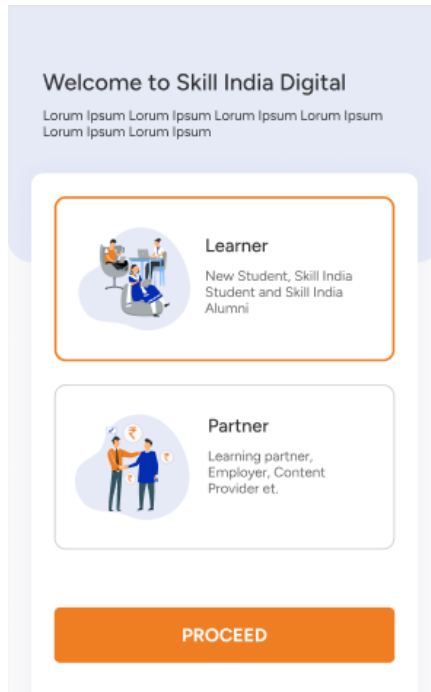 Welcome to Skill India Digital
Lorum Ipsum Lorum Ipsum Lorum Ipsum Lorum Ipsum
Lorum Ipsum Lorum Ipsum
Learner
New Student, Skill India
Student and Skill India
Alumni
₹
₹
₹
Partner
Learning partner,
Employer, Content
Provider et.
PROCEED